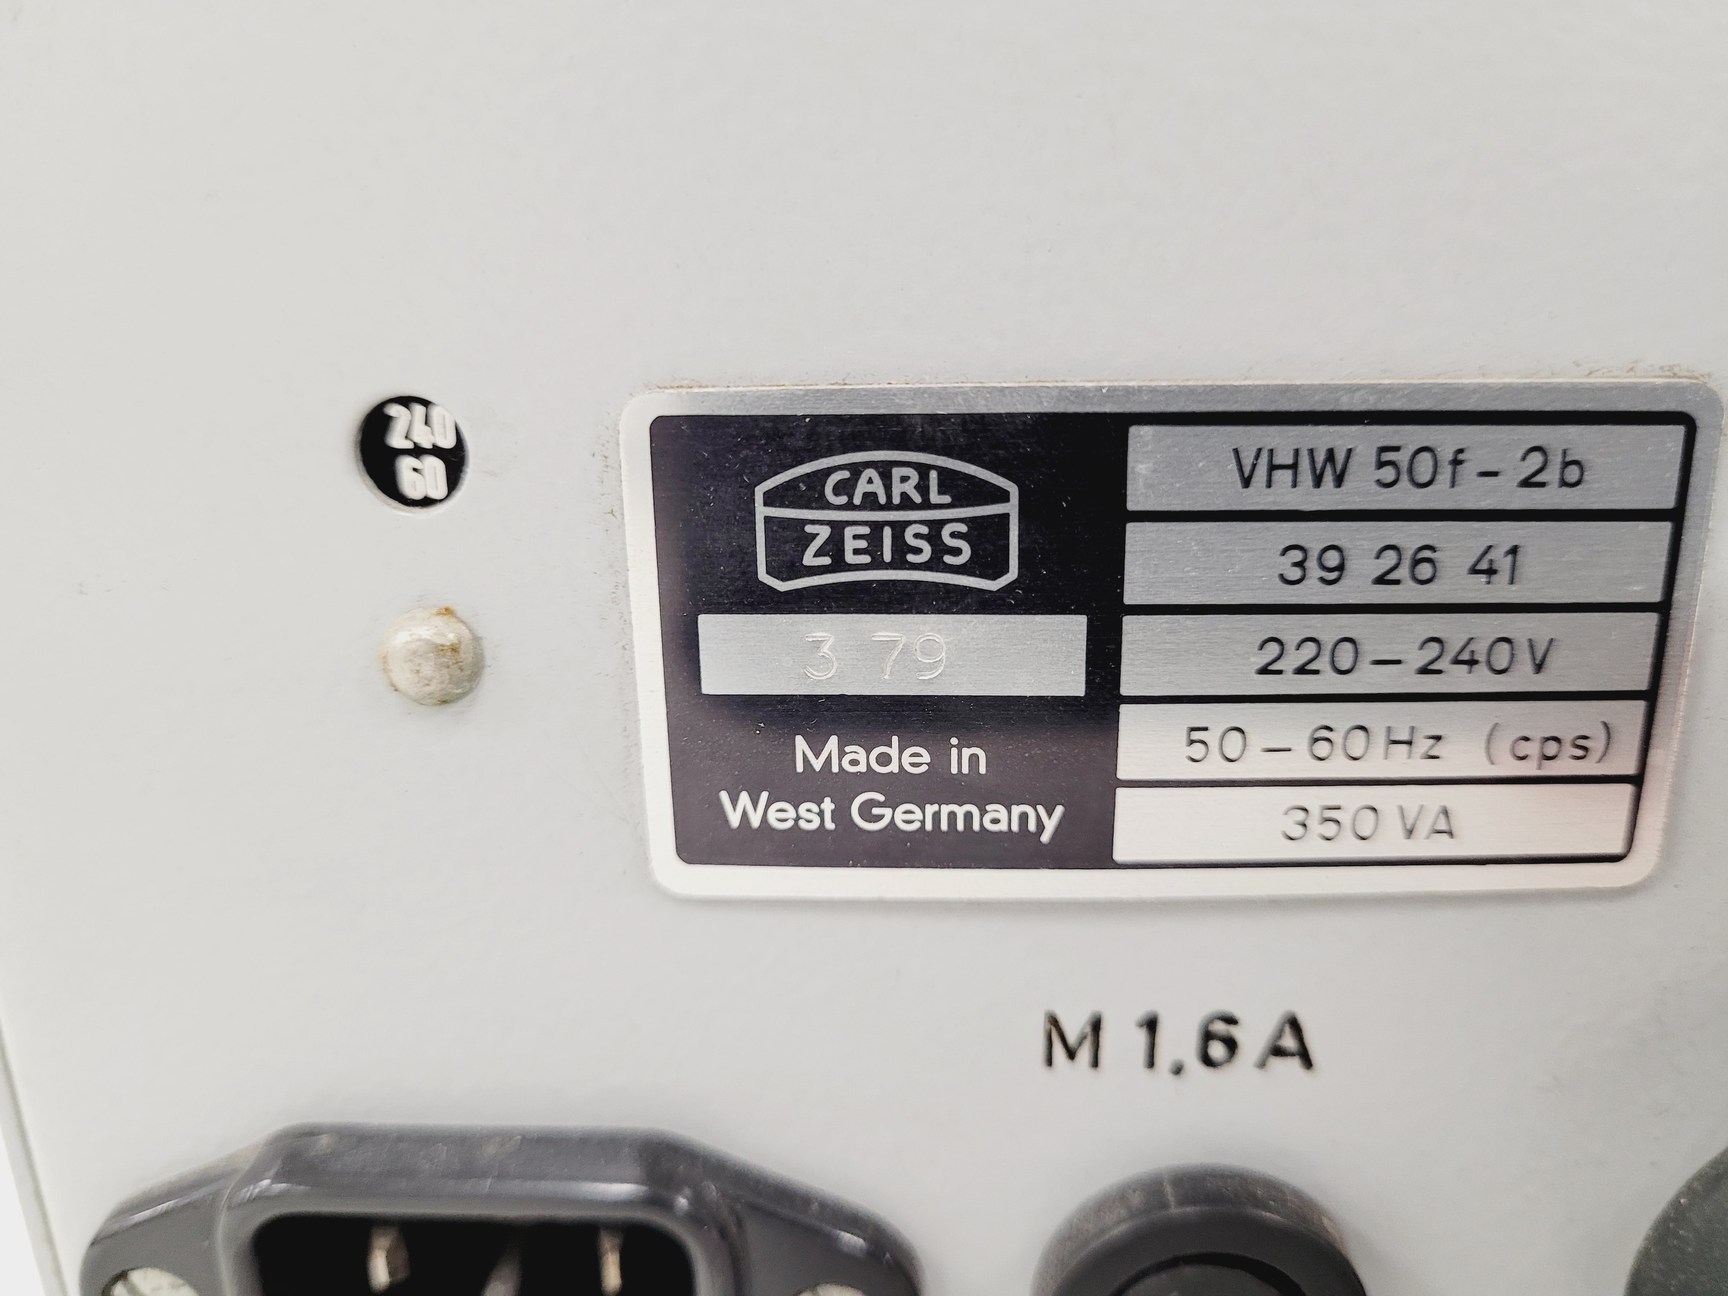 240
60
CARL
ZEISS
3 79
Made in
West Germany
VHW 50f-2b
39 26 41
220-240V
50-60Hz (cps)
350 VA
M 1,6 A